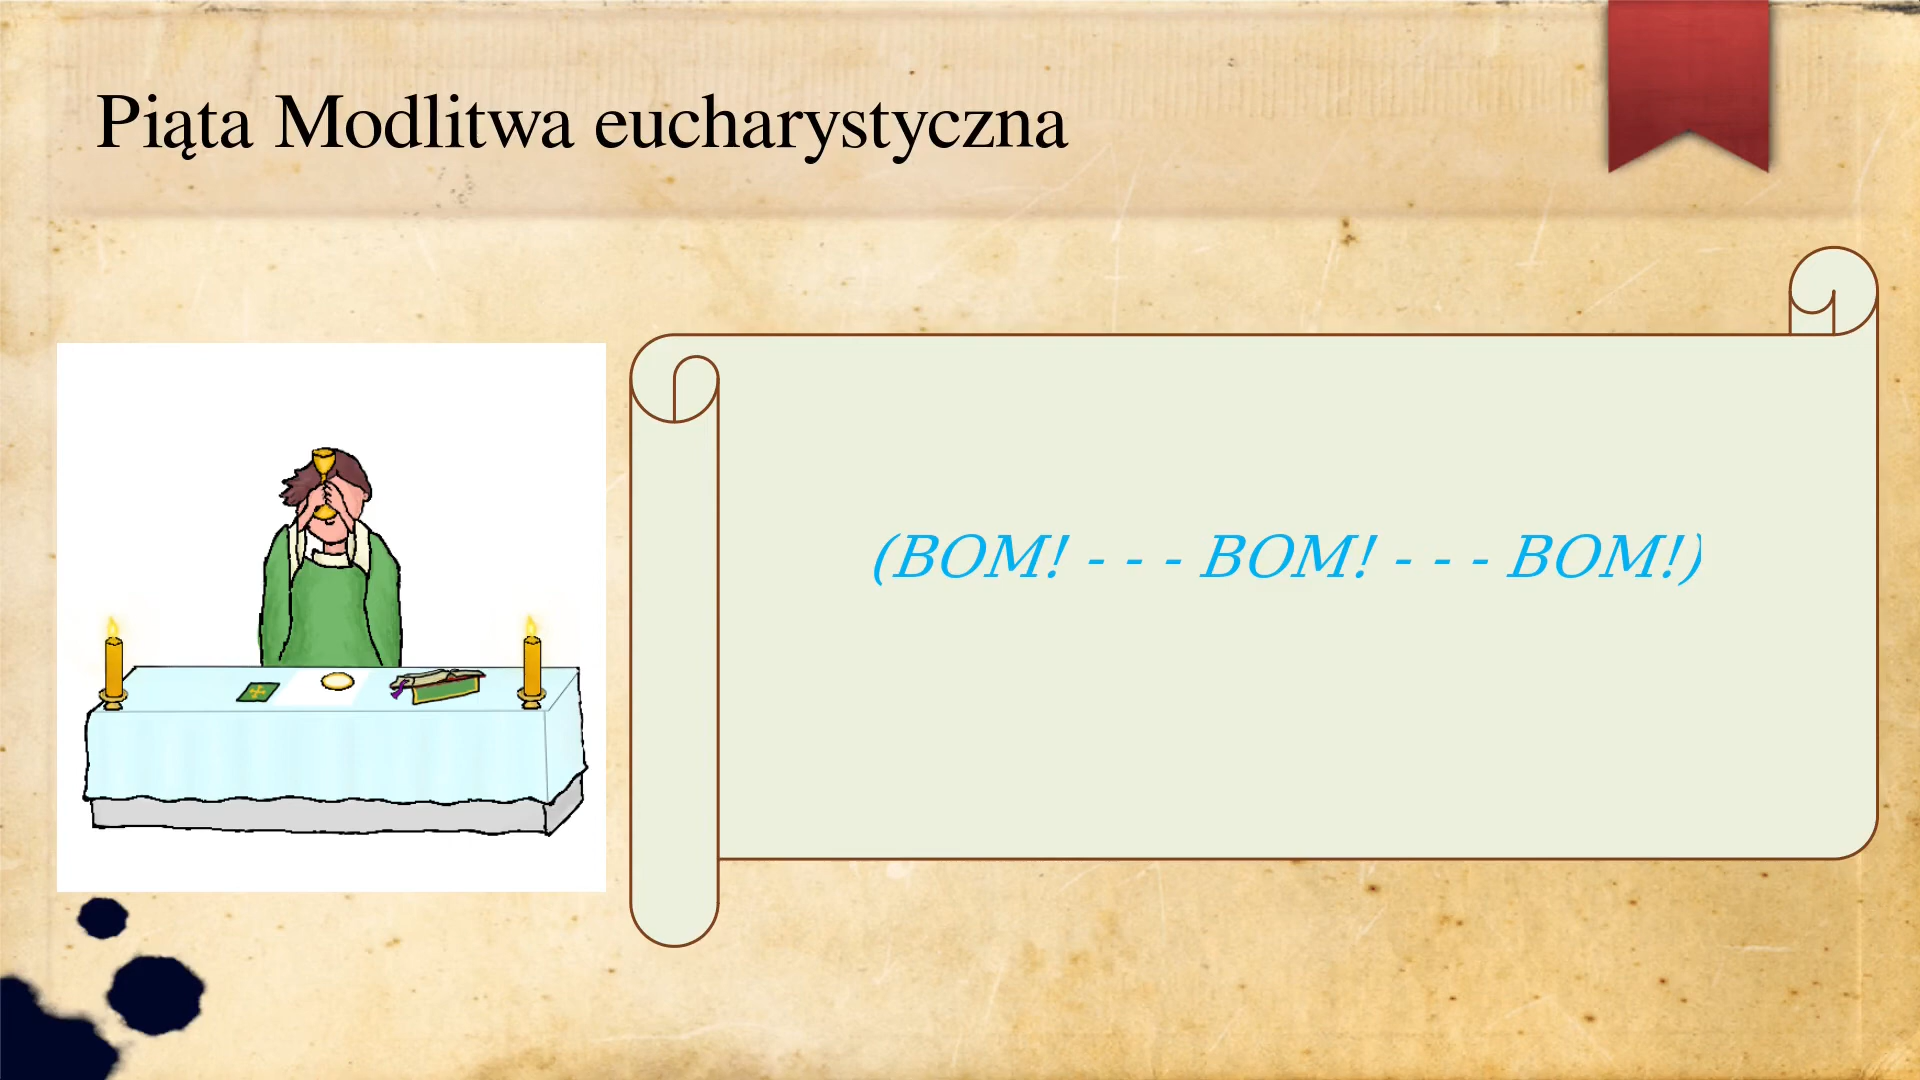 Piąta Modlitwa eucharystyczna
(BOM! - - - BOM! - - - BOM!)